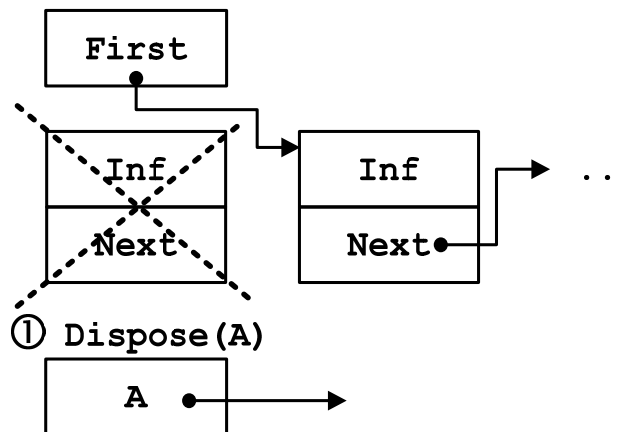 First
Inf
Inf
..
Next
Next
① Dispose(A)
A